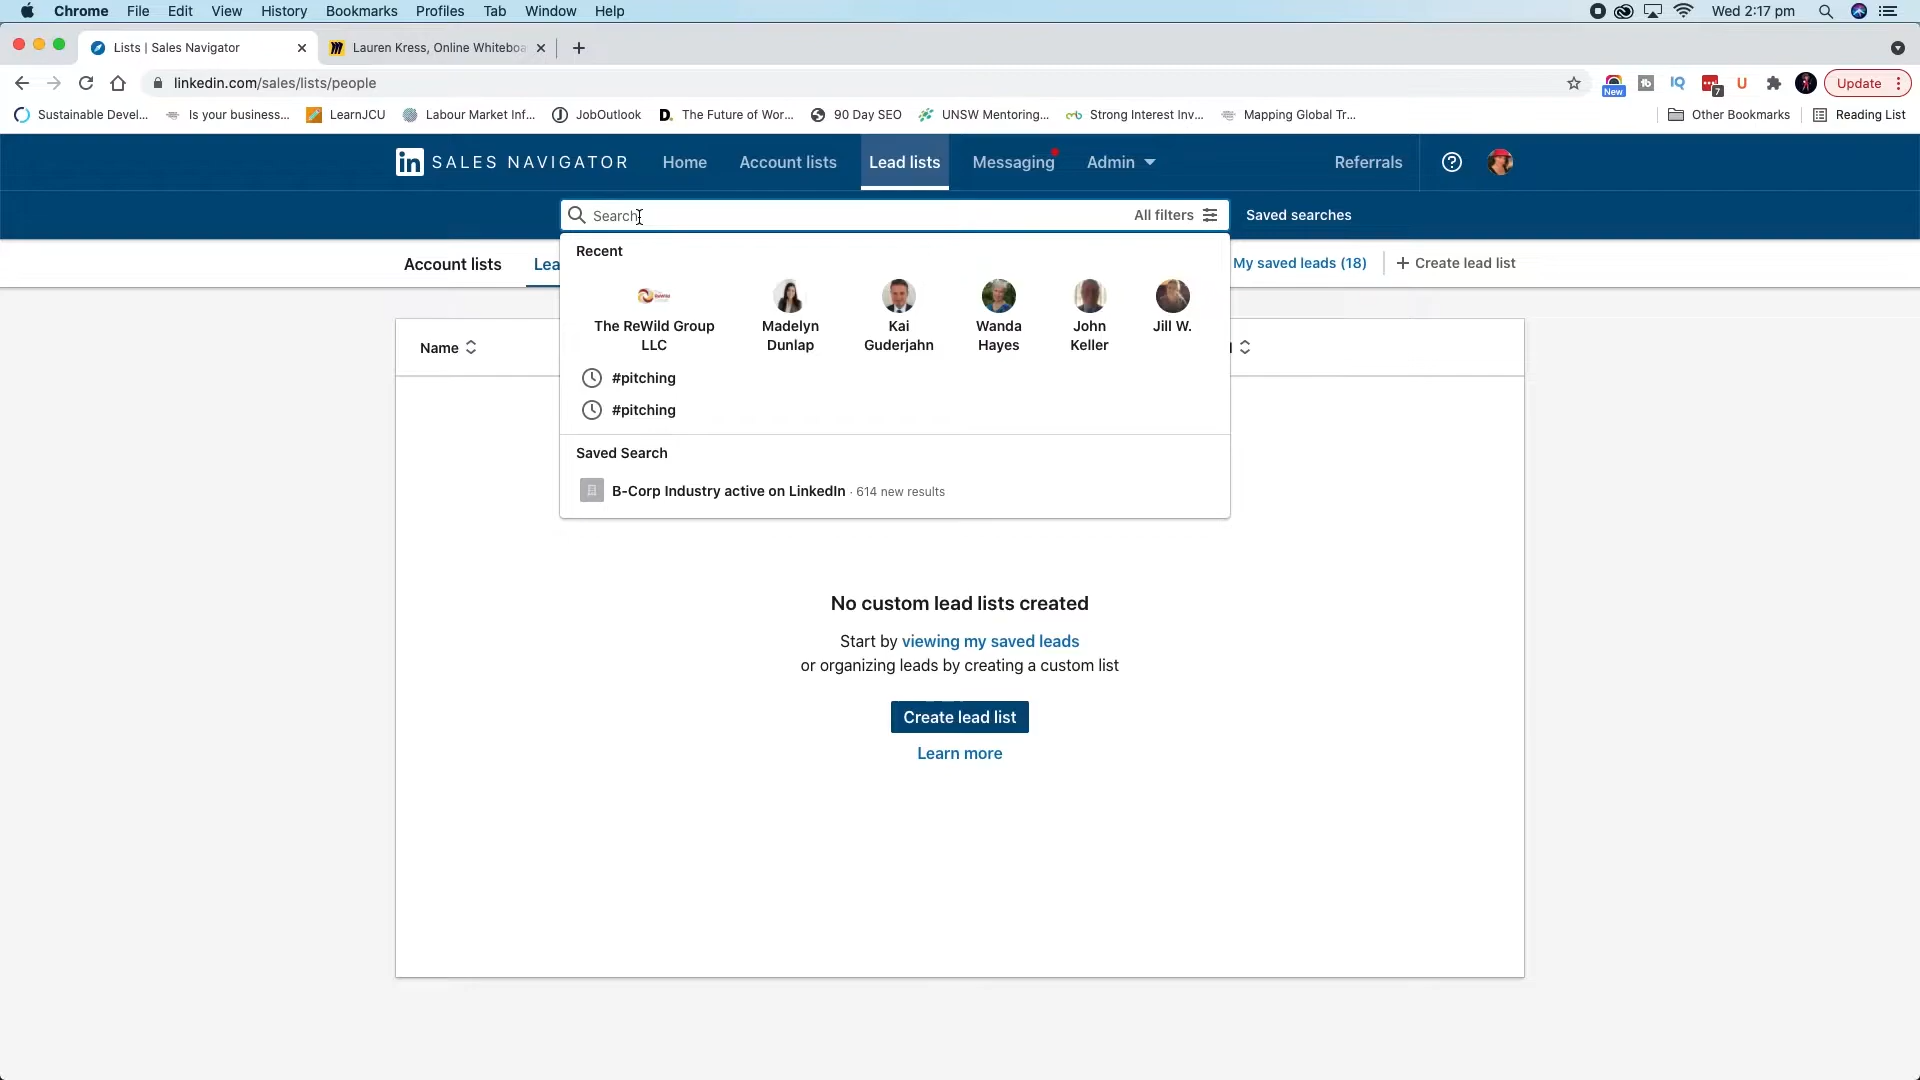 Chrome File Edit View History Bookmarks Profiles Tab Window Help Wed 2:17 pm
Lists | Sales Navigator
Lauren Kress, Online Whiteboa
linkedin.com/sales/lists/people
New
7
Update
Sustainable Devel... Is your business... LearnJCU Labour Market Inf... JobOutlook The Future of Wor... 90 Day SEO UNSW Mentoring... Strong Interest Inv... Mapping Global Tr... Other Bookmarks Reading List
in SALES NAVIGATOR Home Account lists Lead lists Messaging Admin Referrals
Search All filters Saved searches
Account lists Lea My saved leads (18) + Create lead list
Recent
The ReWild Group LLC
Madelyn Dunlap
Kai Guderjahn
Wanda Hayes
John Keller
Jill W.
Name
#pitching
#pitching
Saved Search
B-Corp Industry active on LinkedIn · 614 new results
No custom lead lists created
Start by viewing my saved leads
or organizing leads by creating a custom list
Create lead list
Learn more